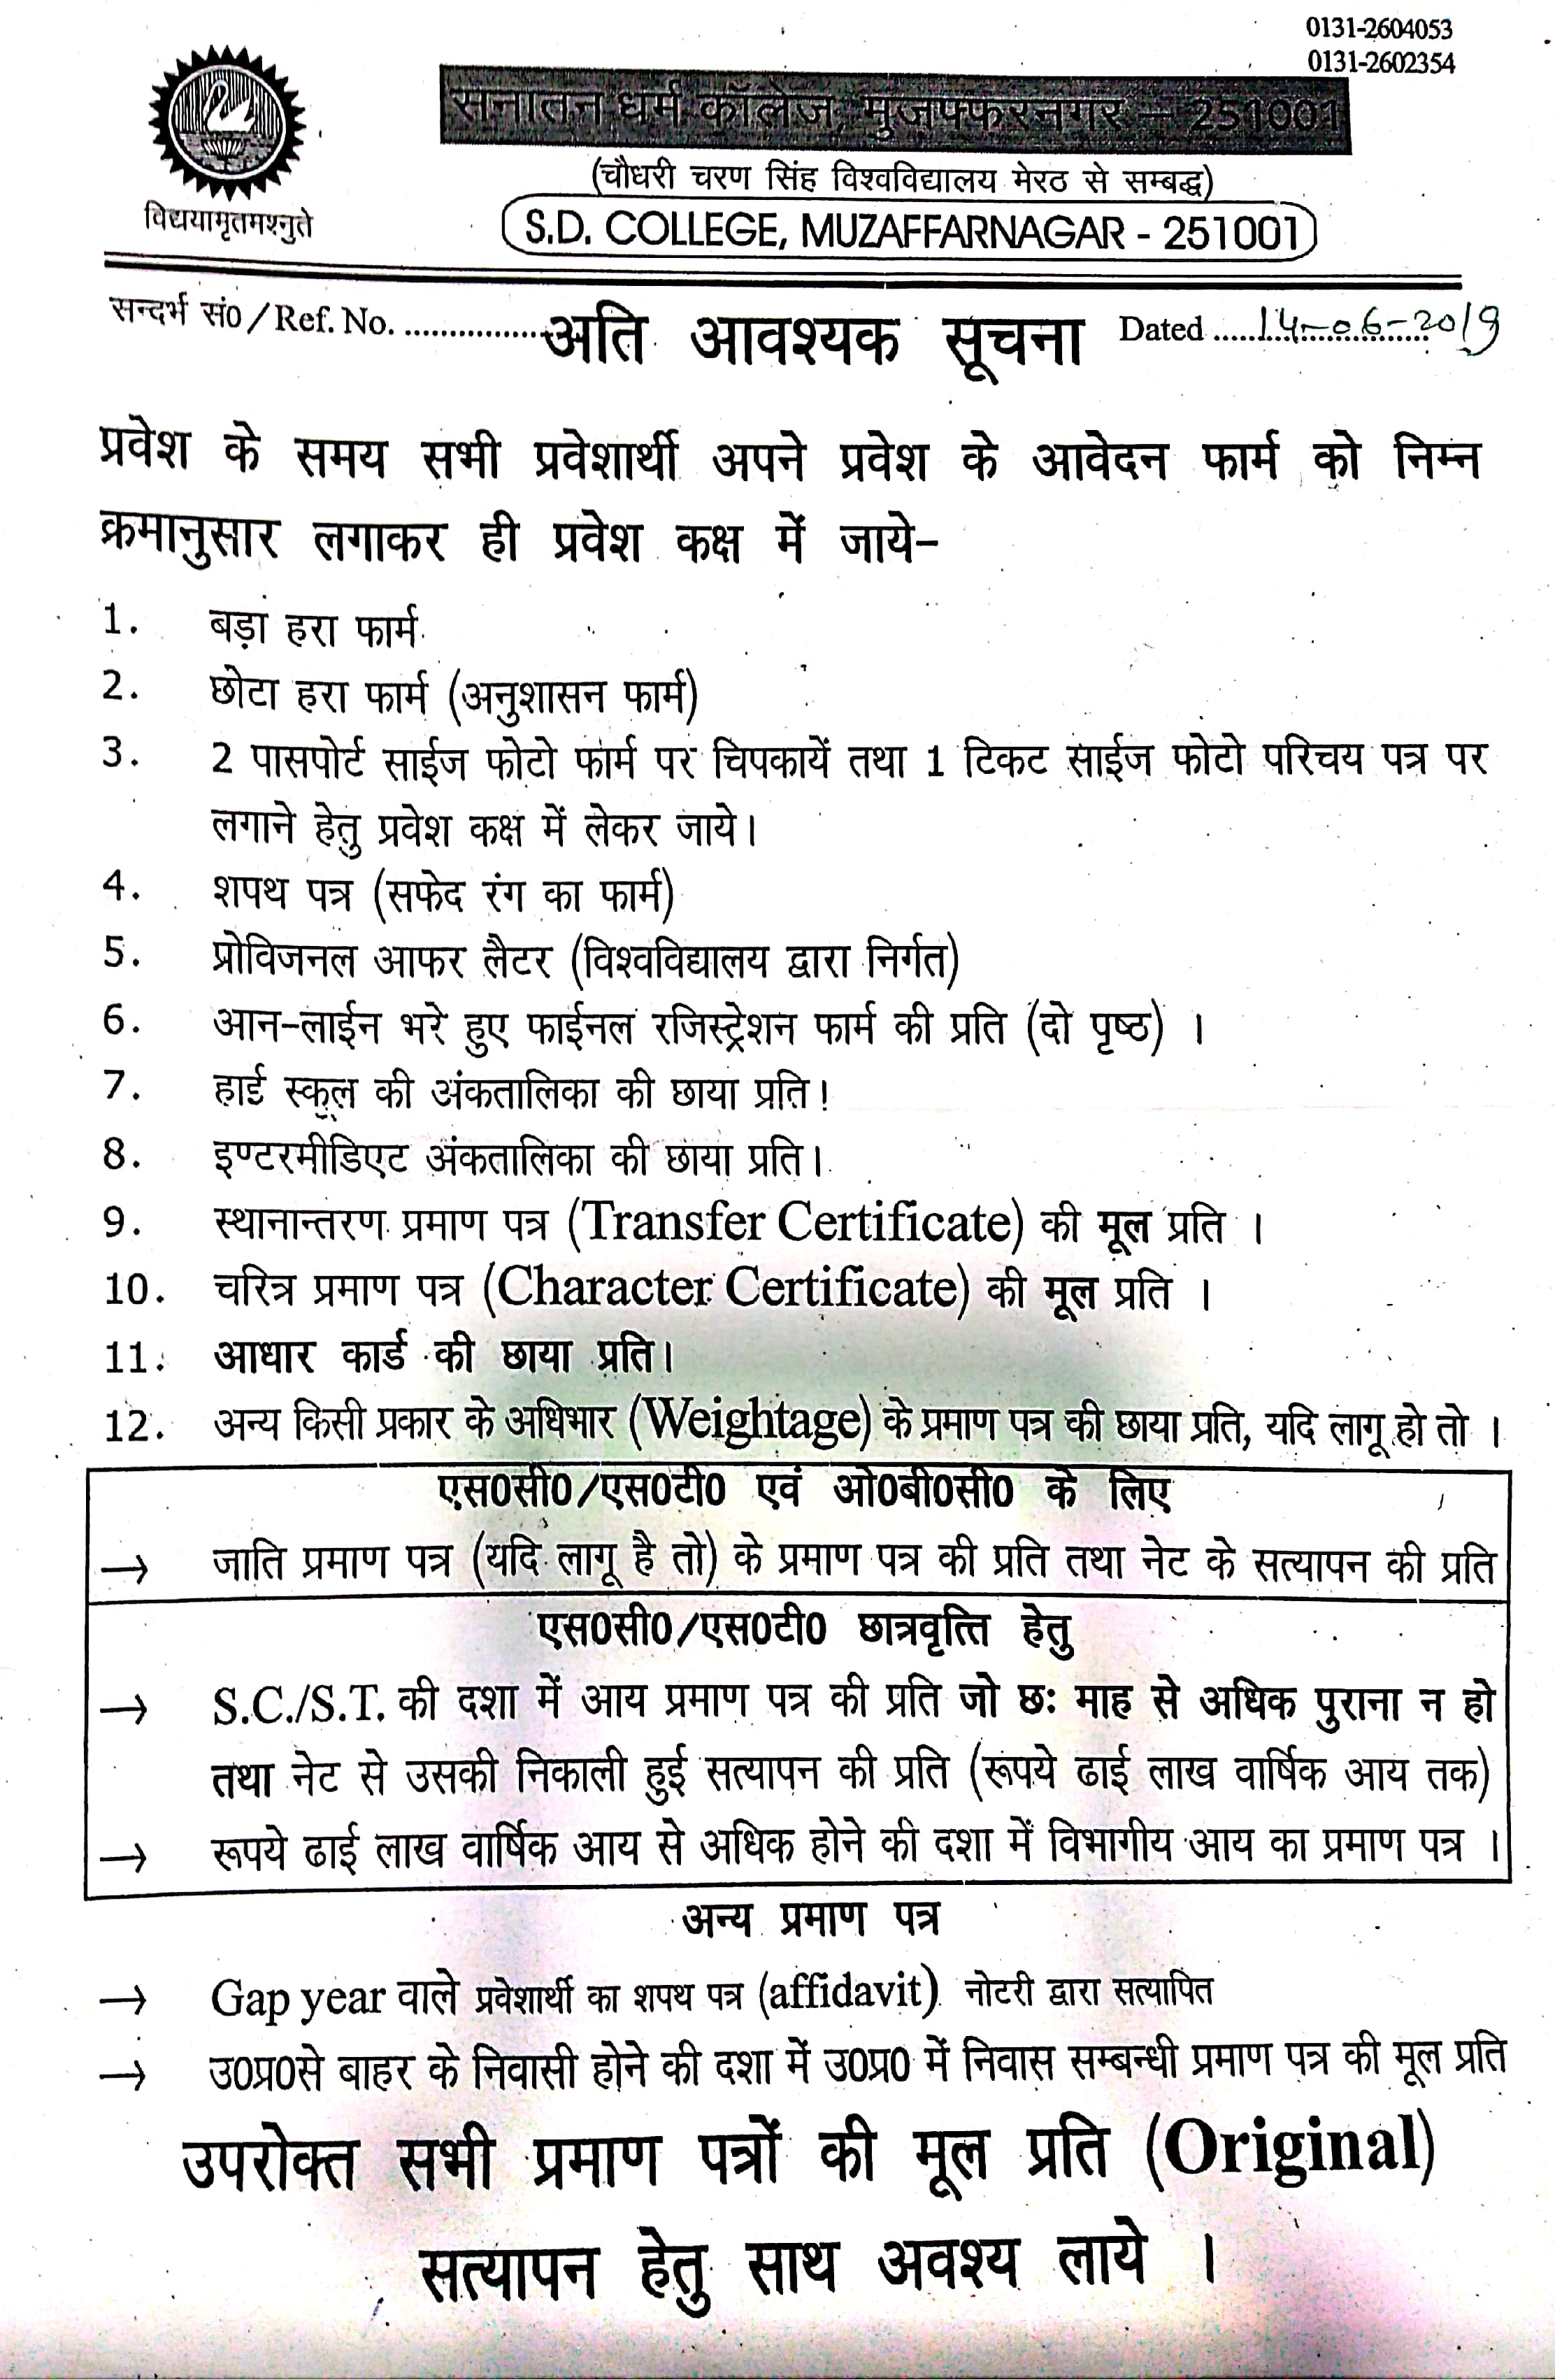 0131-2604053
0131-2602354
सनातन धर्म कॉलेज, मुजफ्फरनगर – 251001
(चौधरी चरण सिंह विश्वविद्यालय मेरठ से सम्बद्ध)
विद्ययामृतमश्नुते
S.D. COLLEGE, MUZAFFARNAGAR - 251001
सन्दर्भ सं0/Ref. No. ................ अति आवश्यक सूचना Dated ....14-06-2019
प्रवेश के समय सभी प्रवेशार्थी अपने प्रवेश के आवेदन फार्म को निम्न
क्रमानुसार लगाकर ही प्रवेश कक्ष में जाये-
1. बड़ा हरा फार्म
2. छोटा हरा फार्म (अनुशासन फार्म)
3. 2 पासपोर्ट साईज फोटो फार्म पर चिपकायें तथा 1 टिकट साईज फोटो परिचय पत्र पर
लगाने हेतु प्रवेश कक्ष में लेकर जाये।
4. शपथ पत्र (सफेद रंग का फार्म)
5. प्रोविजनल आफर लैटर (विश्वविद्यालय द्वारा निर्गत)
6. आन-लाईन भरे हुए फाईनल रजिस्ट्रेशन फार्म की प्रति (दो पृष्ठ) ।
7. हाई स्कूल की अंकतालिका की छाया प्रति!
8. इण्टरमीडिएट अंकतालिका की छाया प्रति।
9. स्थानान्तरण प्रमाण पत्र (Transfer Certificate) की मूल प्रति ।
10. चरित्र प्रमाण पत्र (Character Certificate) की मूल प्रति ।
11. आधार कार्ड की छाया प्रति।
12. अन्य किसी प्रकार के अधिभार (Weightage) के प्रमाण पत्र की छाया प्रति, यदि लागू हो तो ।
एस0सी0/एस0टी0 एवं ओ0बी0सी0 के लिए
→ जाति प्रमाण पत्र (यदि लागू है तो) के प्रमाण पत्र की प्रति तथा नेट के सत्यापन की प्रति
एस0सी0/एस0टी0 छात्रवृत्ति हेतु
→ S.C./S.T. की दशा में आय प्रमाण पत्र की प्रति जो छः माह से अधिक पुराना न हो
तथा नेट से उसकी निकाली हुई सत्यापन की प्रति (रूपये ढाई लाख वार्षिक आय तक)
→ रूपये ढाई लाख वार्षिक आय से अधिक होने की दशा में विभागीय आय का प्रमाण पत्र ।
अन्य प्रमाण पत्र
→ Gap year वाले प्रवेशार्थी का शपथ पत्र (affidavit) नोटरी द्वारा सत्यापित
→ उ0प्र0से बाहर के निवासी होने की दशा में उ0प्र0 में निवास सम्बन्धी प्रमाण पत्र की मूल प्रति
उपरोक्त सभी प्रमाण पत्रों की मूल प्रति (Original)
सत्यापन हेतु साथ अवश्य लाये ।